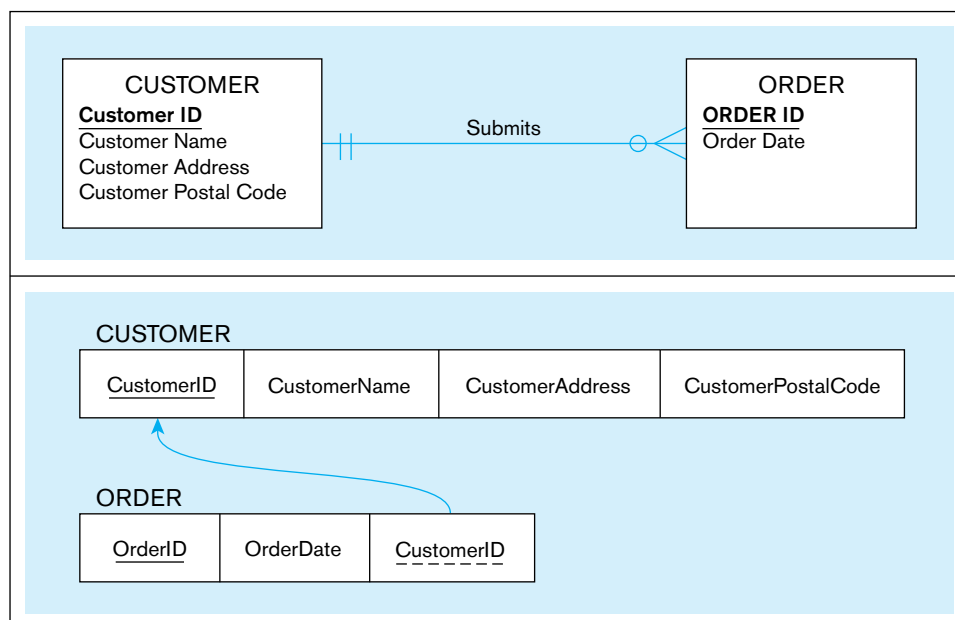 CUSTOMER
Customer ID
Customer Name
Customer Address
Customer Postal Code
Submits
ORDER
ORDER ID
Order Date
CUSTOMER
CustomerID CustomerName CustomerAddress CustomerPostalCode
ORDER
OrderID OrderDate CustomerID